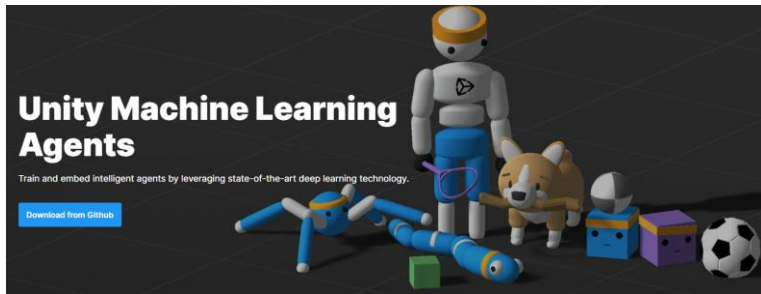 Unity Machine Learning
Agents
Train and embed intelligent agents by leveraging state-of-the-art deep learning technology.
Download from Github